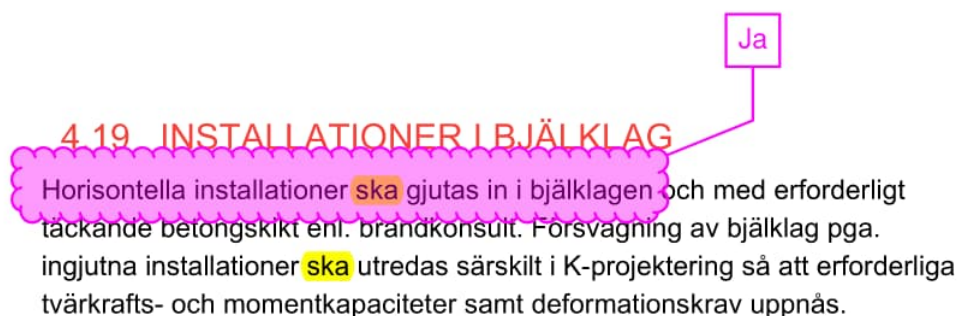 Ja
4.19 INSTALLATIONER I BJÄLKLAG
Horisontella installationer ska gjutas in i bjälklagen och med erforderligt
täckande betongskikt enl. brandkonsult. Försvagning av bjälklag pga.
ingjutna installationer ska utredas särskilt i K-projektering så att erforderliga
tvärkrafts- och momentkapaciteter samt deformationskrav uppnås.